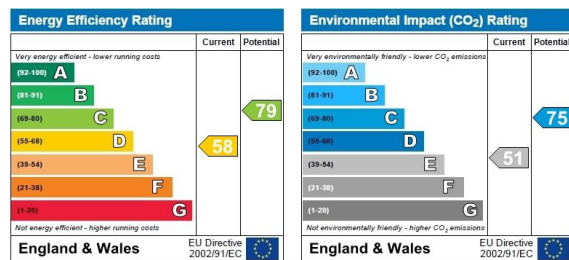 Energy Efficiency Rating
Current Potential
Very energy efficient - lower running costs
(92-100) A
(81-91) B
(69-80) C
(55-68) D
(39-54) E
(21-38) F
(1-20) G
79
58
Not energy efficient - higher running costs
England & Wales
EU Directive
2002/91/EC
Environmental Impact (CO2) Rating
Current Potential
Very environmentally friendly - lower CO2 emissions
(92-100) A
(81-91) B
(69-80) C
(55-68) D
(39-54) E
(21-38) F
(1-20) G
75
51
Not environmentally friendly - higher CO2 emissions
England & Wales
EU Directive
2002/91/EC